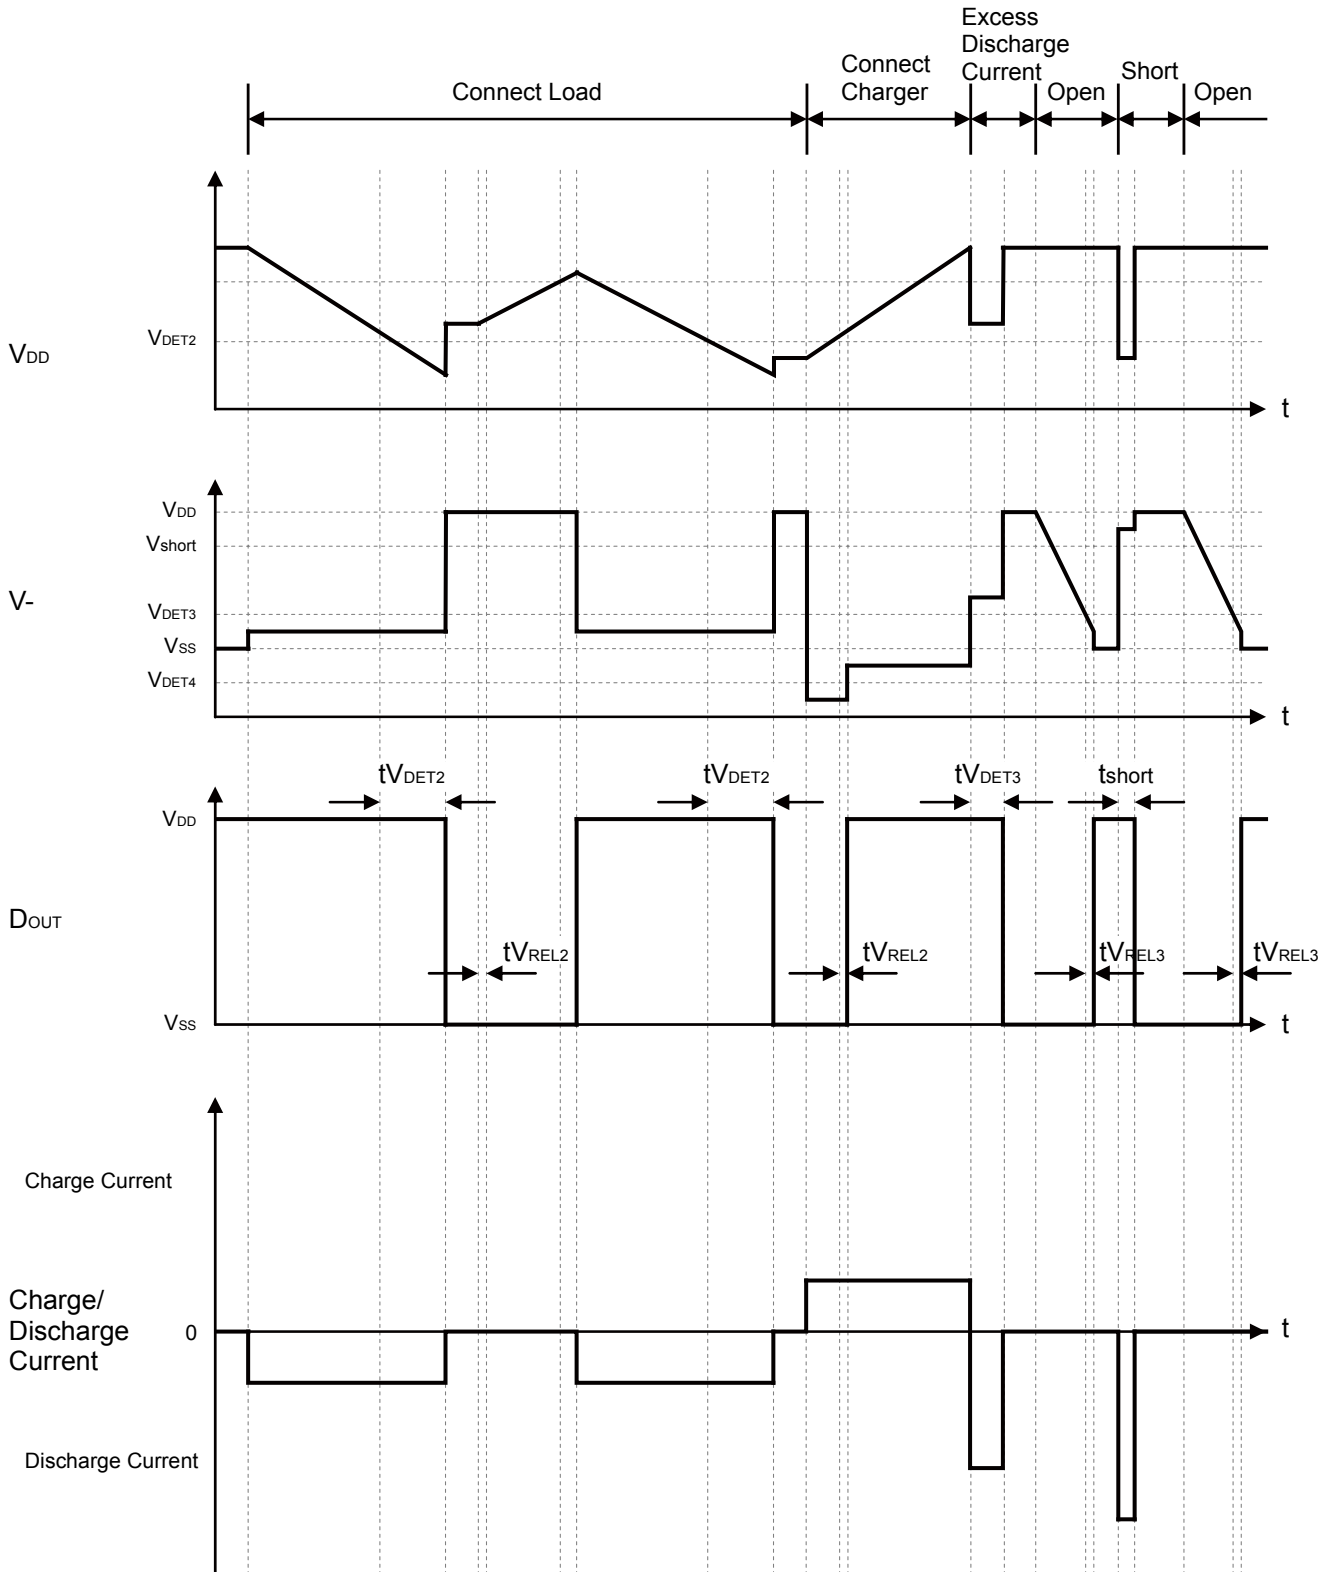 Excess
Discharge
Current
Connect
Charger
Short
Connect Load
Open
Open
VDET2
VDD
t
VDD
Vshort
V-
VDET3
VSS
VDET4
t
tVDET2
tVDET2
tVDET3
tshort
VDD
DOUT
tVREL2
tVREL2
tVREL3
tVREL3
VSS
t
Charge Current
Charge/
Discharge
Current
0
t
Discharge Current